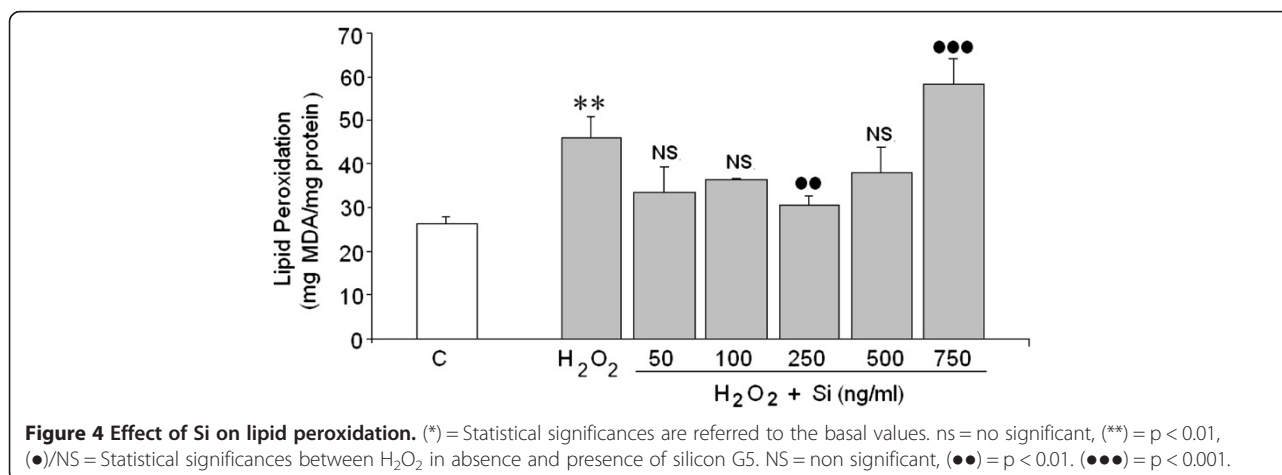 70
60
50
40
30
20
10
0
Lipid Peroxidation
(mg MDA/mg protein )
**
NS
NS
●●
NS
●●●
C
H₂O₂
50
100
250
500
750
H₂O₂ + Si (ng/ml)
Figure 4 Effect of Si on lipid peroxidation. (*) = Statistical significances are referred to the basal values. ns = no significant, (**) = p < 0.01,
(●)/NS = Statistical significances between H₂O₂ in absence and presence of silicon G5. NS = non significant, (●●) = p < 0.01. (●●●) = p < 0.001.